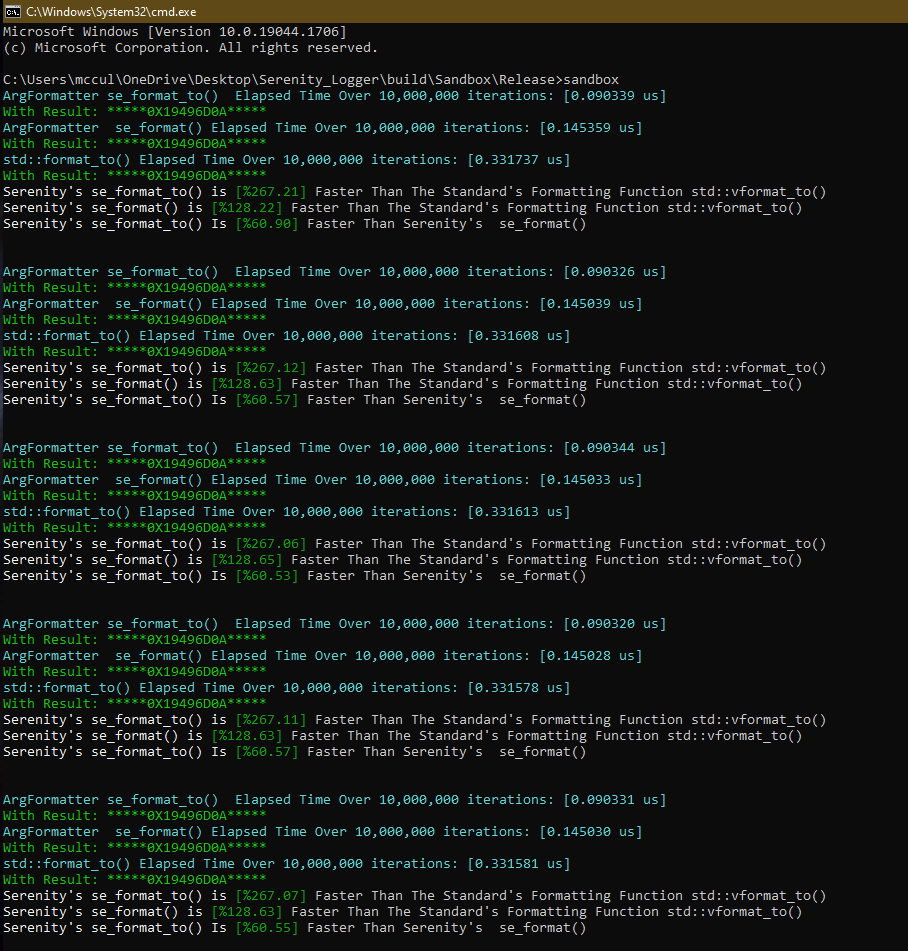 C:\Windows\System32\cmd.exe
Microsoft Windows [Version 10.0.19044.1706]
(c) Microsoft Corporation. All rights reserved.
C:\Users\mccul\OneDrive\Desktop\Serenity_Logger\build\Sandbox\Release>sandbox
ArgFormatter se_format_to()  Elapsed Time Over 10,000,000 iterations: [0.090339 us]
With Result: *****0X19496D0A*****
ArgFormatter  se_format() Elapsed Time Over 10,000,000 iterations: [0.145359 us]
With Result: *****0X19496D0A*****
std::format_to() Elapsed Time Over 10,000,000 iterations: [0.331737 us]
With Result: *****0X19496D0A*****
Serenity's se_format_to() is [%267.21] Faster Than The Standard's Formatting Function std::vformat_to()
Serenity's se_format() is [%128.22] Faster Than The Standard's Formatting Function std::vformat_to()
Serenity's se_format_to() Is [%60.90] Faster Than Serenity's  se_format()
ArgFormatter se_format_to()  Elapsed Time Over 10,000,000 iterations: [0.090326 us]
With Result: *****0X19496D0A*****
ArgFormatter  se_format() Elapsed Time Over 10,000,000 iterations: [0.145039 us]
With Result: *****0X19496D0A*****
std::format_to() Elapsed Time Over 10,000,000 iterations: [0.331608 us]
With Result: *****0X19496D0A*****
Serenity's se_format_to() is [%267.12] Faster Than The Standard's Formatting Function std::vformat_to()
Serenity's se_format() is [%128.63] Faster Than The Standard's Formatting Function std::vformat_to()
Serenity's se_format_to() Is [%60.57] Faster Than Serenity's  se_format()
ArgFormatter se_format_to()  Elapsed Time Over 10,000,000 iterations: [0.090344 us]
With Result: *****0X19496D0A*****
ArgFormatter  se_format() Elapsed Time Over 10,000,000 iterations: [0.145033 us]
With Result: *****0X19496D0A*****
std::format_to() Elapsed Time Over 10,000,000 iterations: [0.331613 us]
With Result: *****0X19496D0A*****
Serenity's se_format_to() is [%267.06] Faster Than The Standard's Formatting Function std::vformat_to()
Serenity's se_format() is [%128.65] Faster Than The Standard's Formatting Function std::vformat_to()
Serenity's se_format_to() Is [%60.53] Faster Than Serenity's  se_format()
ArgFormatter se_format_to()  Elapsed Time Over 10,000,000 iterations: [0.090320 us]
With Result: *****0X19496D0A*****
ArgFormatter  se_format() Elapsed Time Over 10,000,000 iterations: [0.145028 us]
With Result: *****0X19496D0A*****
std::format_to() Elapsed Time Over 10,000,000 iterations: [0.331578 us]
With Result: *****0X19496D0A*****
Serenity's se_format_to() is [%267.11] Faster Than The Standard's Formatting Function std::vformat_to()
Serenity's se_format() is [%128.63] Faster Than The Standard's Formatting Function std::vformat_to()
Serenity's se_format_to() Is [%60.57] Faster Than Serenity's  se_format()
ArgFormatter se_format_to()  Elapsed Time Over 10,000,000 iterations: [0.090331 us]
With Result: *****0X19496D0A*****
ArgFormatter  se_format() Elapsed Time Over 10,000,000 iterations: [0.145030 us]
With Result: *****0X19496D0A*****
std::format_to() Elapsed Time Over 10,000,000 iterations: [0.331581 us]
With Result: *****0X19496D0A*****
Serenity's se_format_to() is [%267.07] Faster Than The Standard's Formatting Function std::vformat_to()
Serenity's se_format() is [%128.63] Faster Than The Standard's Formatting Function std::vformat_to()
Serenity's se_format_to() Is [%60.55] Faster Than Serenity's  se_format()